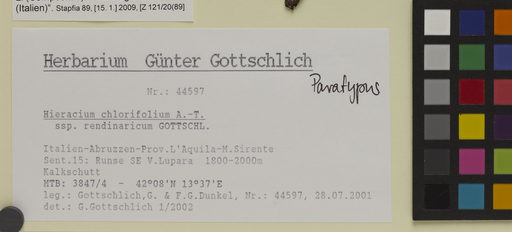 (Italien)". Stapfia 89, [15. 1.] 2009, [Z 121/20(89]
Herbarium Günter Gottschlich
Nr.: 44597
Paratypus
Hieracium chlorifolium A.-T.
ssp. rendinaricum GOTTSCHL.
Italien-Abruzzen-Prov.L'Aquila-M.Sirente
Sent.15: Runse SE V.Lupara 1800-2000m
Kalkschutt
MTB: 3847/4 - 42°08'N 13°37'E
leg.: Gottschlich,G. & F.G.Dunkel, Nr.: 44597, 28.07.2001
det.: G.Gottschlich 1/2002